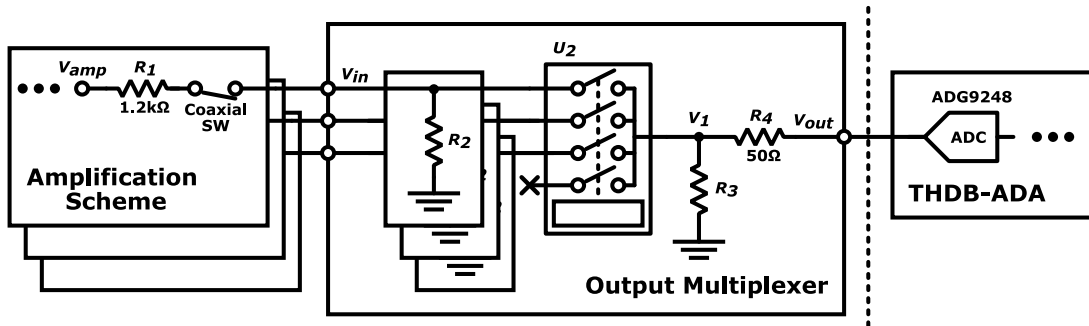 V_amp
R_1
1.2kΩ
Coaxial
SW
Amplification
Scheme
V_in
R_2
U_2
V_1
R_3
R_4
50Ω
V_out
Output Multiplexer
ADG9248
ADC
THDB-ADA